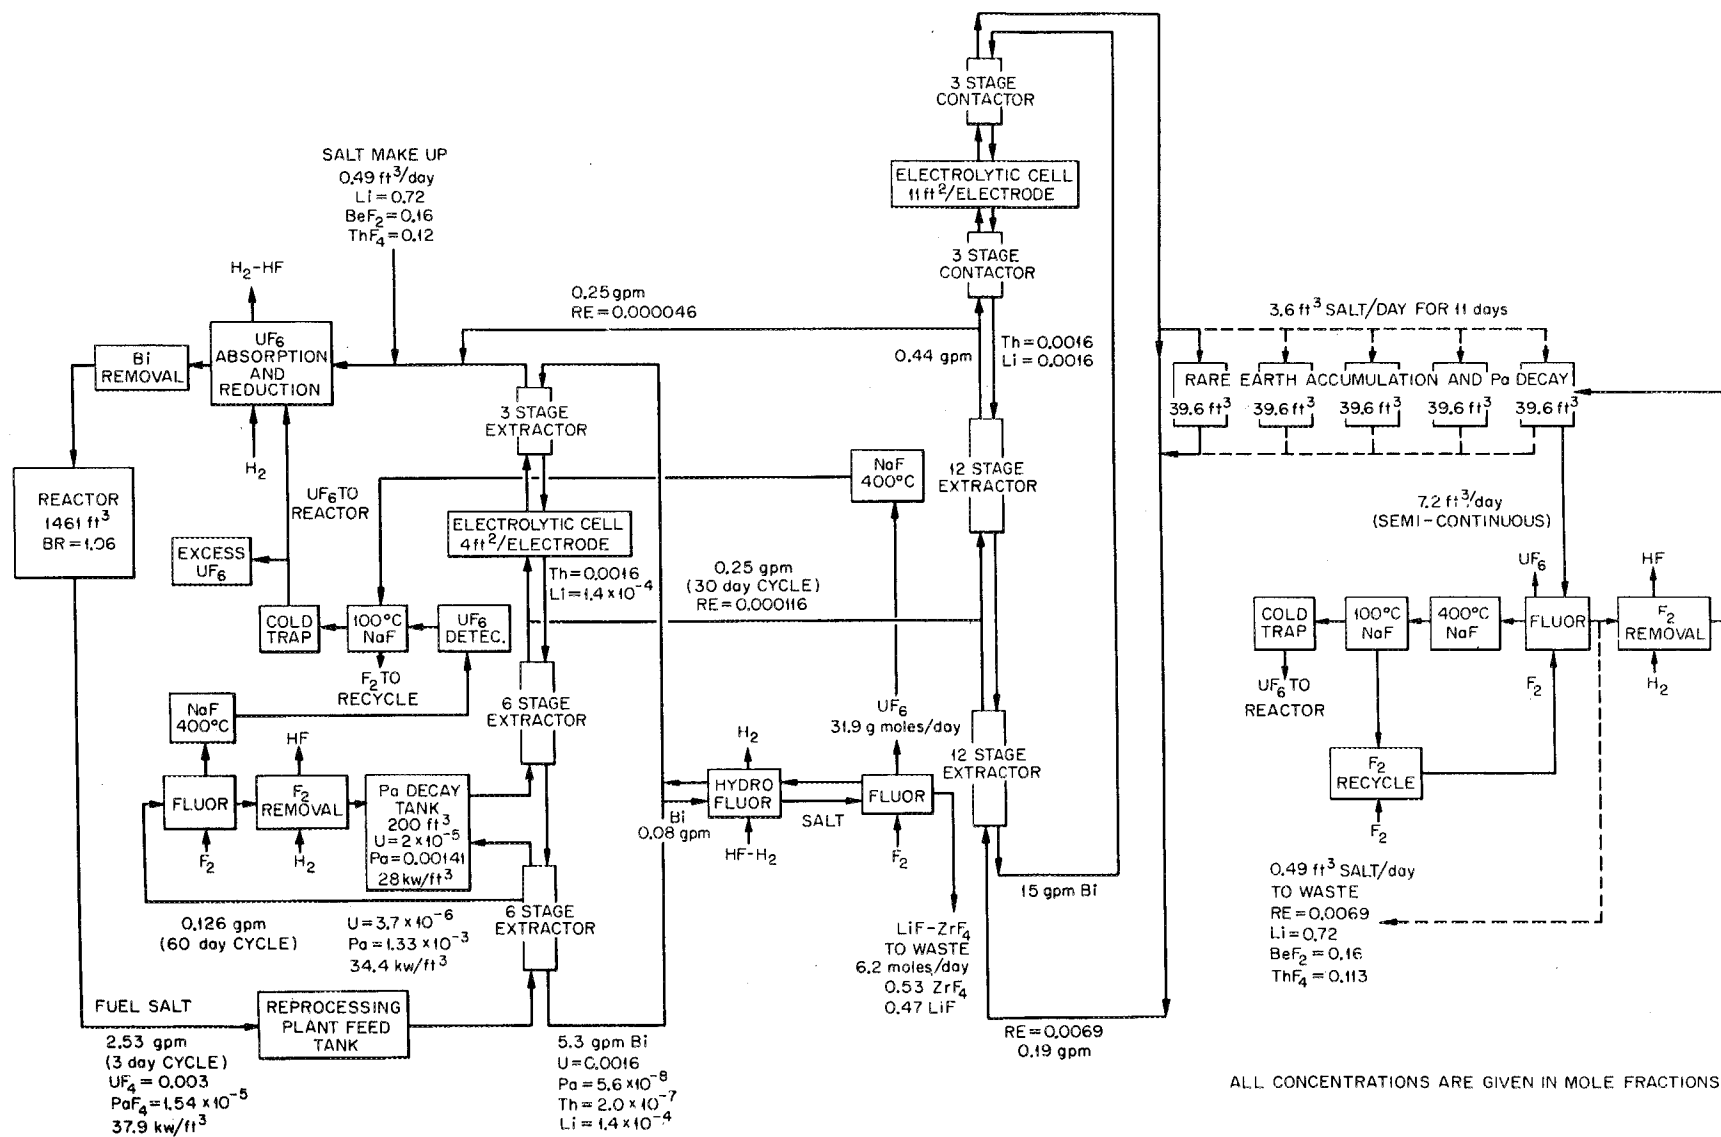 3 STAGE
CONTACTOR
ELECTROLYTIC CELL
11 ft²/ELECTRODE
3 STAGE
CONTACTOR
SALT MAKE UP
0.49 ft³/day
Li = 0.72
BeF₂ = 0.16
ThF₄ = 0.12
H₂-HF
UF₆
ABSORPTION
AND
REDUCTION
Bi
REMOVAL
H₂
0.25 gpm
RE = 0.000046
0.44 gpm
Th = 0.0016
Li = 0.0016
3.6 ft³ SALT/DAY FOR 11 days
RARE EARTH ACCUMULATION AND Pa DECAY
39.6 ft³
39.6 ft³
39.6 ft³
39.6 ft³
39.6 ft³
3 STAGE
EXTRACTOR
NaF
400°C
12 STAGE
EXTRACTOR
REACTOR
1461 ft³
BR = 1.06
UF₆ TO
REACTOR
EXCESS
UF₆
ELECTROLYTIC CELL
4 ft²/ELECTRODE
Th = 0.0016
Li = 1.4 × 10⁻⁴
0.25 gpm
(30 day CYCLE)
RE = 0.000116
7.2 ft³/day
(SEMI-CONTINUOUS)
COLD
TRAP
100°C
NaF
UF₆
DETEC.
F₂ TO
RECYCLE
UF₆
HF
COLD
TRAP
100°C
NaF
400°C
NaF
FLUOR
F₂
REMOVAL
UF₆ TO
REACTOR
F₂
H₂
F₂
RECYCLE
F₂
NaF
400°C
6 STAGE
EXTRACTOR
HF
FLUOR
F₂
REMOVAL
F₂
H₂
Pa DECAY
TANK
200 ft³
U = 2 × 10⁻⁵
Pa = 0.00141
28 kw/ft³
UF₆
31.9 g moles/day
H₂
HYDRO
FLUOR
FLUOR
Bi
0.08 gpm
SALT
HF-H₂
F₂
12 STAGE
EXTRACTOR
15 gpm Bi
0.126 gpm
(60 day CYCLE)
U = 3.7 × 10⁻⁶
Pa = 1.33 × 10⁻³
34.4 kw/ft³
6 STAGE
EXTRACTOR
LiF-ZrF₄
TO WASTE
6.2 moles/day
0.53 ZrF₄
0.47 LiF
0.49 ft³ SALT/day
TO WASTE
RE = 0.0069
Li = 0.72
BeF₂ = 0.16
ThF₄ = 0.113
FUEL SALT
2.53 gpm
(3 day CYCLE)
UF₄ = 0.003
PaF₄ = 1.54 × 10⁻⁵
37.9 kw/ft³
REPROCESSING
PLANT FEED
TANK
5.3 gpm Bi
U = 0.0016
Pa = 5.6 × 10⁻⁸
Th = 2.0 × 10⁻⁷
Li = 1.4 × 10⁻⁴
RE = 0.0069
0.19 gpm
ALL CONCENTRATIONS ARE GIVEN IN MOLE FRACTIONS